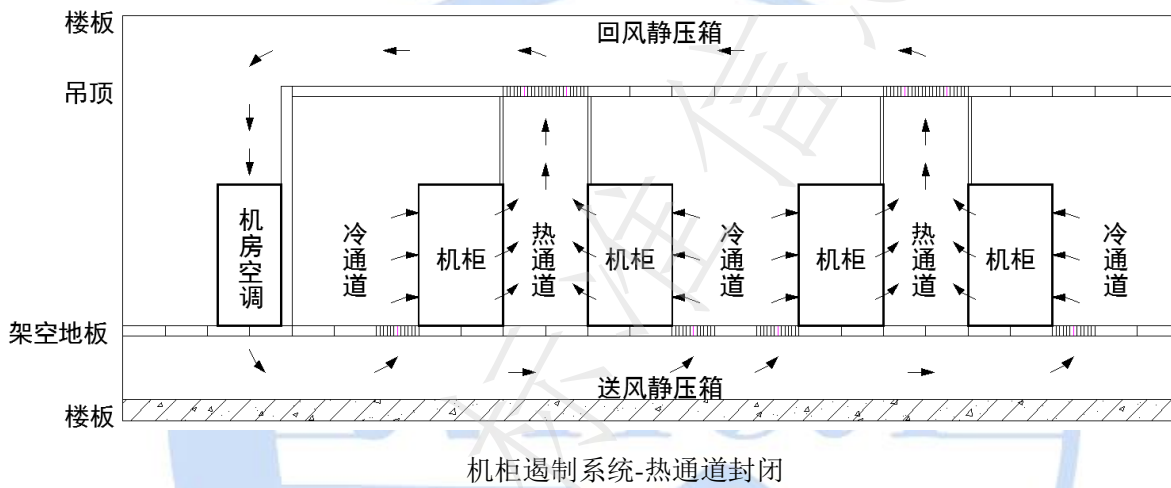 楼板
回风静压箱
吊顶
机房空调
冷通道
机柜
热通道
机柜
冷通道
机柜
热通道
机柜
冷通道
架空地板
送风静压箱
楼板
机柜遏制系统-热通道封闭
标准信